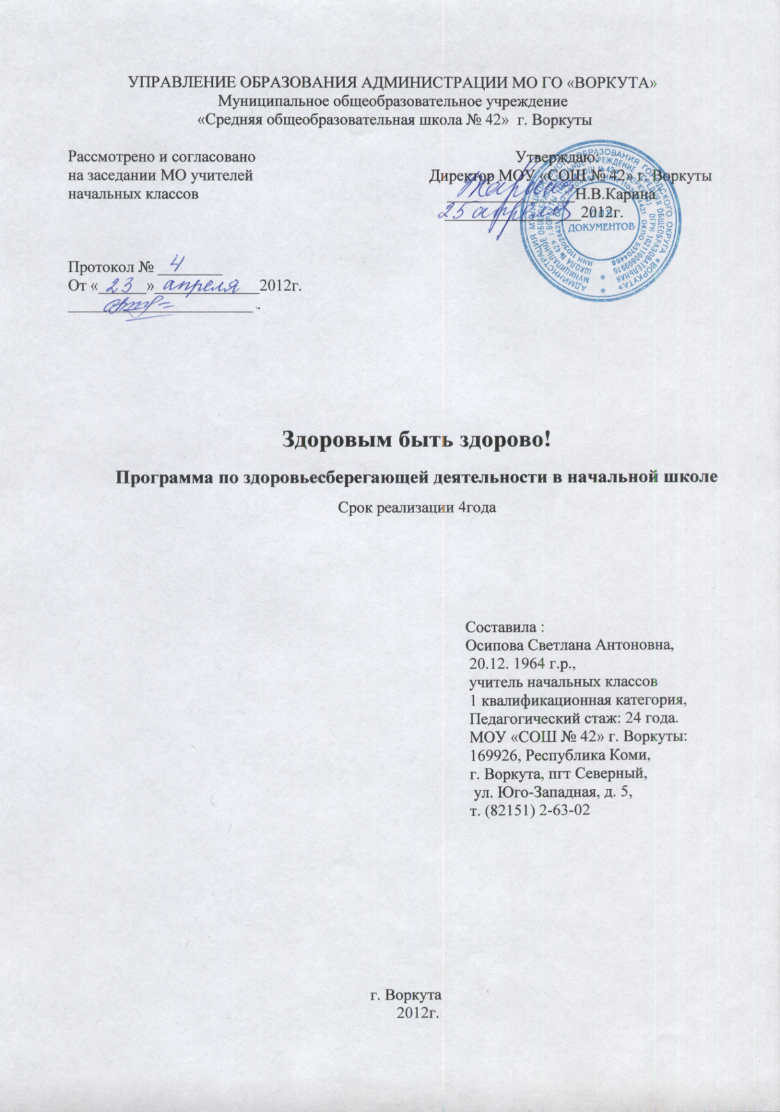 УПРАВЛЕНИЕ ОБРАЗОВАНИЯ АДМИНИСТРАЦИИ МО ГО «ВОРКУТА»
Муниципальное общеобразовательное учреждение
«Средняя общеобразовательная школа № 42» г. Воркуты
Рассмотрено и согласовано
на заседании МО учителей
начальных классов
Протокол № 4
От « 23 » апреля 2012г.
Утверждаю.
Директор МОУ «СОШ № 42» г. Воркуты
Н.В.Карина
25 апреля 2012г.
ДОКУМЕНТОВ
Здоровым быть здорово!
Программа по здоровьесберегающей деятельности в начальной школе
Срок реализации 4года
Составила :
Осипова Светлана Антоновна,
20.12. 1964 г.р.,
учитель начальных классов
1 квалификационная категория,
Педагогический стаж: 24 года.
МОУ «СОШ № 42» г. Воркуты:
169926, Республика Коми,
г. Воркута, пгт Северный,
ул. Юго-Западная, д. 5,
т. (82151) 2-63-02
г. Воркута
2012г.